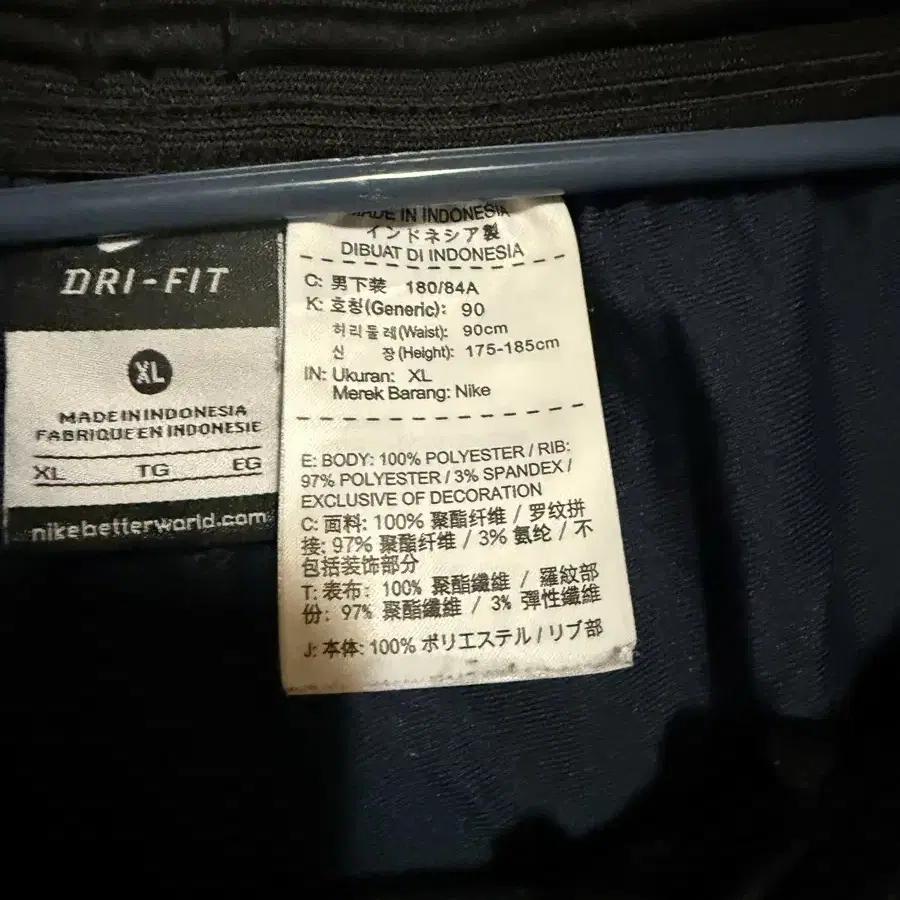 DRI-FIT
XL
MADE IN INDONESIA
FABRIQUE EN INDONESIE
XL TG EG
nikebetterworld.com
MADE IN INDONESIA
インドネシア製
DIBUAT DI INDONESIA
C: 男下装 180/84A
K: 호칭(Generic): 90
허리둘레(Waist): 90cm
신 장(Height): 175-185cm
IN: Ukuran: XL
Merek Barang: Nike
E: BODY: 100% POLYESTER / RIB:
97% POLYESTER / 3% SPANDEX /
EXCLUSIVE OF DECORATION
C: 面料: 100% 聚酯纤维 / 罗纹拼
接: 97% 聚酯纤维 / 3% 氨纶 / 不
包括装饰部分
T: 表布: 100% 聚酯纖維 / 羅紋部
份: 97% 聚酯纖維 / 3% 彈性纖維
J: 本体: 100% ポリエステル / リブ部